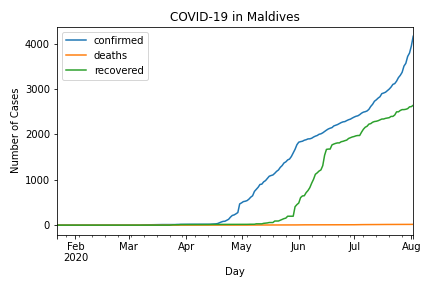 COVID-19 in Maldives
confirmed
deaths
recovered
Number of Cases
4000
3000
2000
1000
0
Feb Mar Apr May Jun Jul Aug
2020
Day